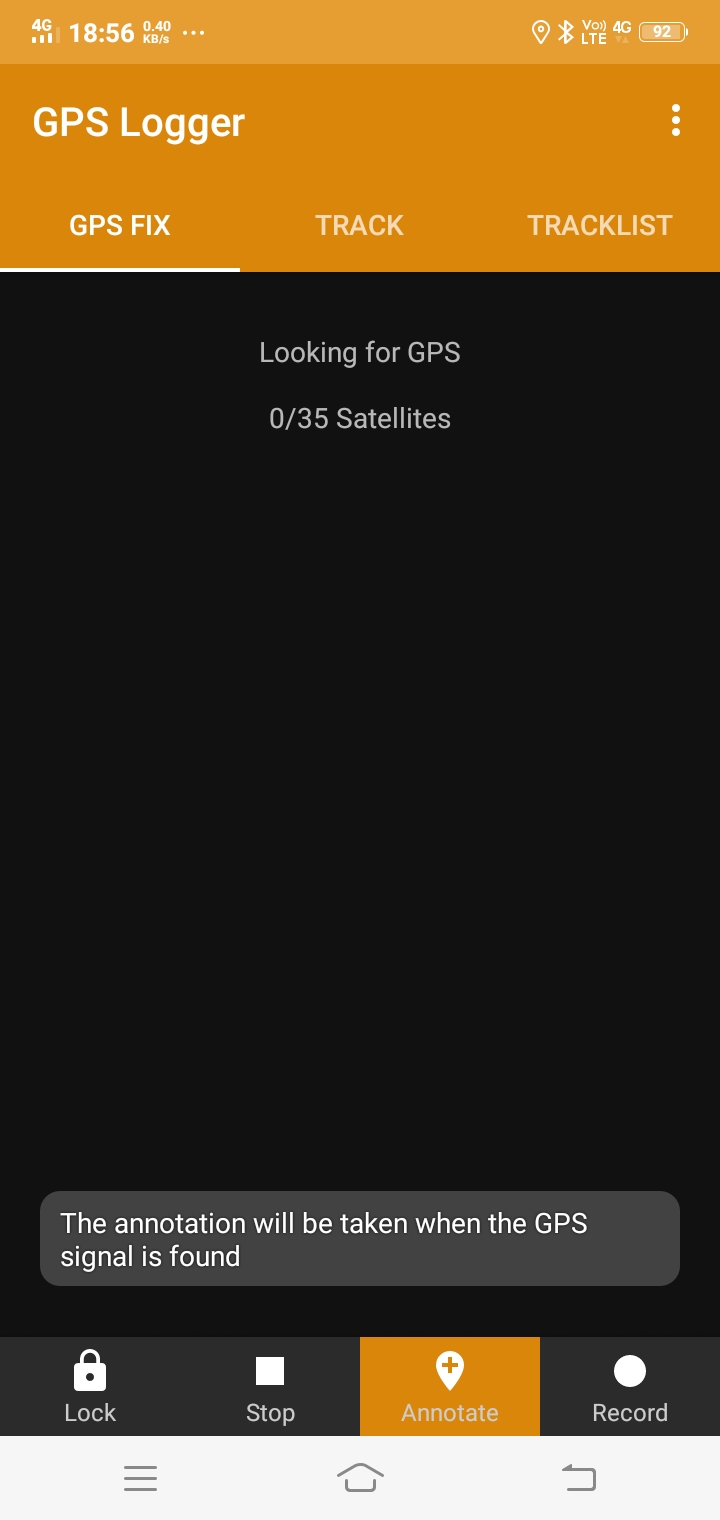 4G 18:56 0.40 KB/s ... Vo)) LTE 4G 92
GPS Logger
GPS FIX TRACK TRACKLIST
Looking for GPS
0/35 Satellites
The annotation will be taken when the GPS
signal is found
Lock Stop Annotate Record